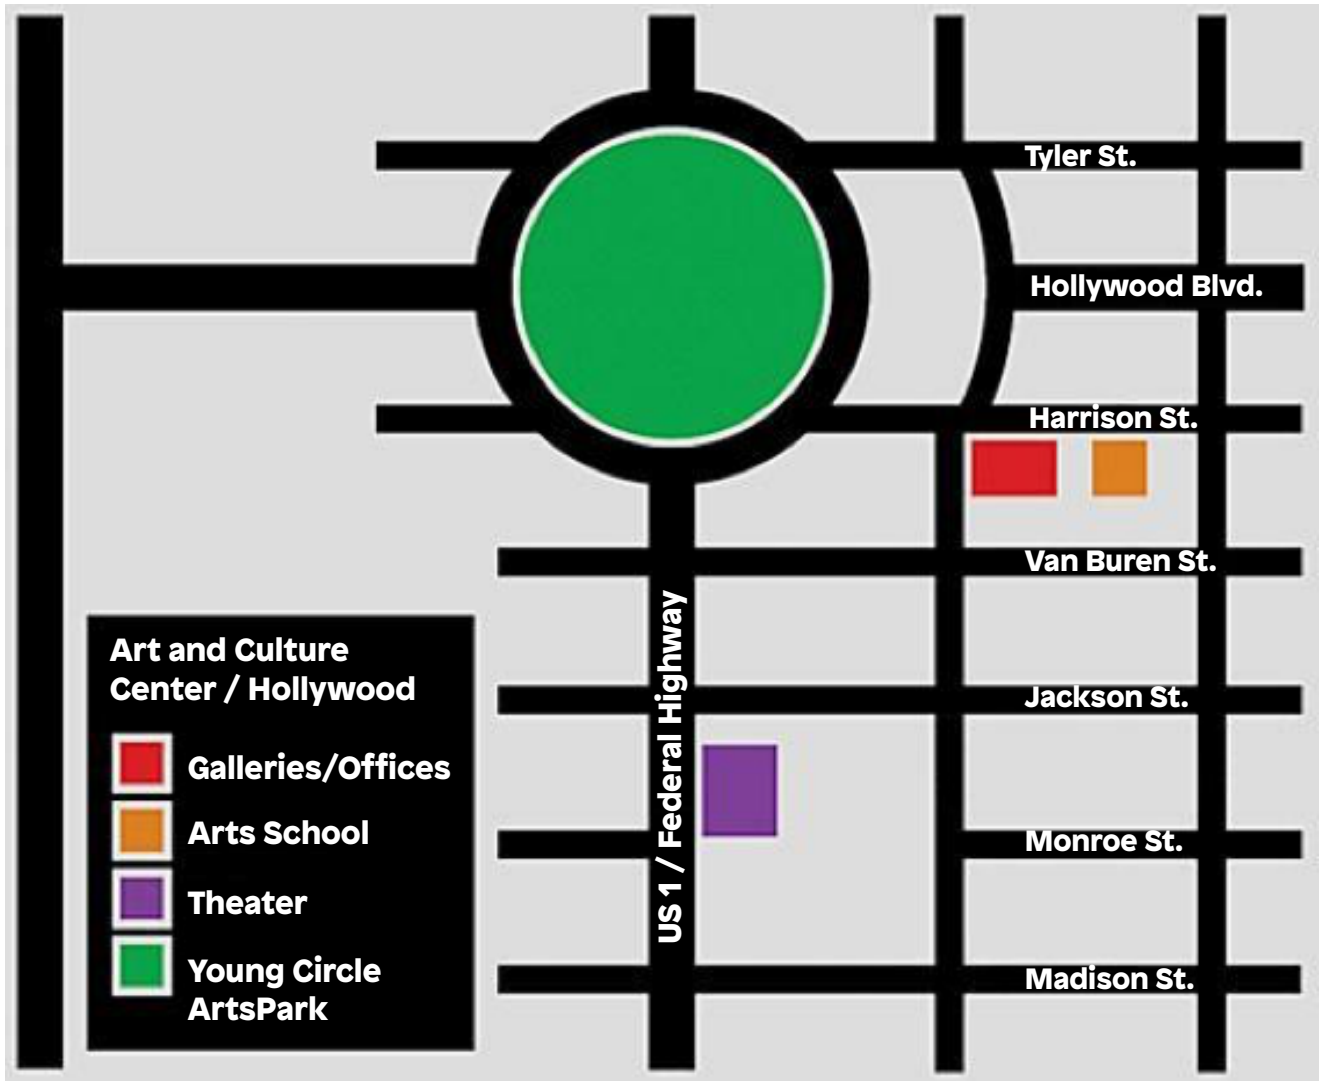 Tyler St.
Hollywood Blvd.
Harrison St.
Van Buren St.
US 1 / Federal Highway
Jackson St.
Monroe St.
Madison St.
Art and Culture
Center / Hollywood
Galleries/Offices
Arts School
Theater
Young Circle
ArtsPark